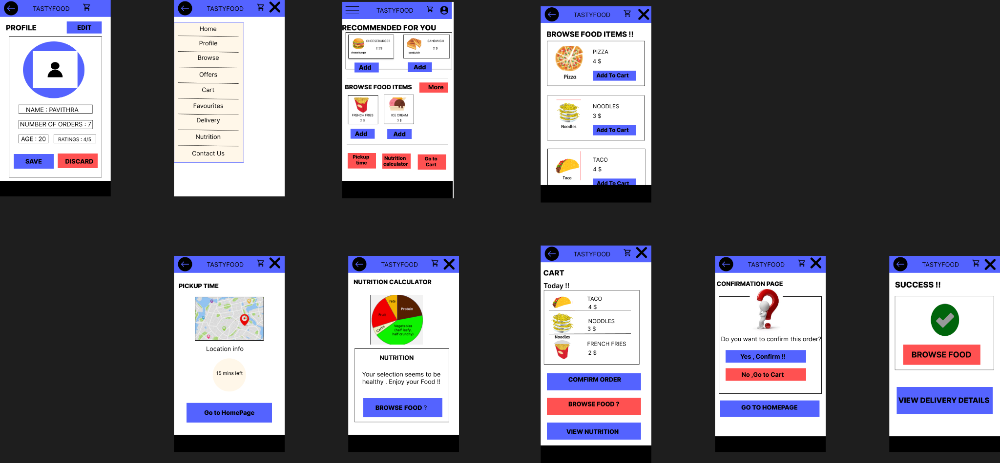 TASTYFOOD
PROFILE
EDIT
NAME : PAVITHRA
NUMBER OF ORDERS : 7
AGE : 20
RATINGS : 4/5
SAVE
DISCARD
TASTYFOOD
Home
Profile
Browse
Offers
Cart
Favourites
Delivery
Nutrition
Contact Us
TASTYFOOD
RECOMMENDED FOR YOU
CHEESEBURGER
2.5$
cheeseburger
SANDWICH
2 $
sandwich
Add
Add
BROWSE FOOD ITEMS
More
FRENCH FRIES
2 $
ICE CREAM
3 $
Add
Add
Pickup
time
Nutrition
calculator
Go to
Cart
TASTYFOOD
BROWSE FOOD ITEMS !!
PIZZA
4 $
Pizza
Add To Cart
NOODLES
3 $
Noodles
Add To Cart
TACO
4 $
Taco
Add To Cart
TASTYFOOD
PICKUP TIME
Location info
15 mins left
Go to HomePage
TASTYFOOD
NUTRITION CALCULATOR
Fats
Protein
Fruit
Carbs
Vegetables
(half leafy,
half crunchy)
NUTRITION
Your selection seems to be
healthy . Enjoy your Food !!
BROWSE FOOD ?
TASTYFOOD
CART
Today !!
TACO
4 $
NOODLES
3 $
Noodles
FRENCH FRIES
2 $
COMFIRM ORDER
BROWSE FOOD ?
VIEW NUTRITION
TASTYFOOD
CONFIRMATION PAGE
Do you want to confirm this order?
Yes , Confirm !!
No ,Go to Cart
GO TO HOMEPAGE
TASTYFOOD
SUCCESS !!
BROWSE FOOD
VIEW DELIVERY DETAILS